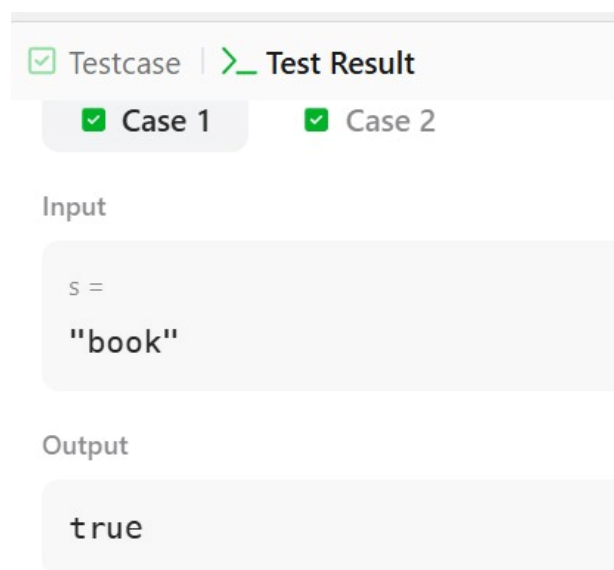 Testcase | >_ Test Result
Case 1 Case 2
Input
s =
"book"
Output
true